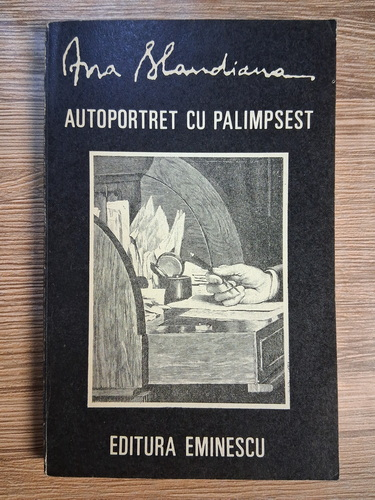 Ana Blandiana
AUTOPORTRET CU PALIMPSEST
EDITURA EMINESCU